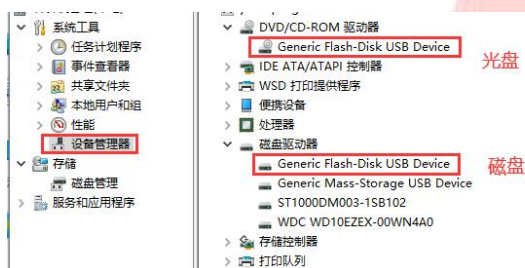 系统工具
任务计划程序
事件查看器
共享文件夹
本地用户和组
性能
设备管理器
存储
磁盘管理
服务和应用程序
DVD/CD-ROM 驱动器
Generic Flash-Disk USB Device
光盘
IDE ATA/ATAPI 控制器
WSD 打印提供程序
便携设备
处理器
磁盘驱动器
Generic Flash-Disk USB Device
磁盘
Generic Mass-Storage USB Device
ST1000DM003-1SB102
WDC WD10EZEX-00WN4A0
存储控制器
打印队列